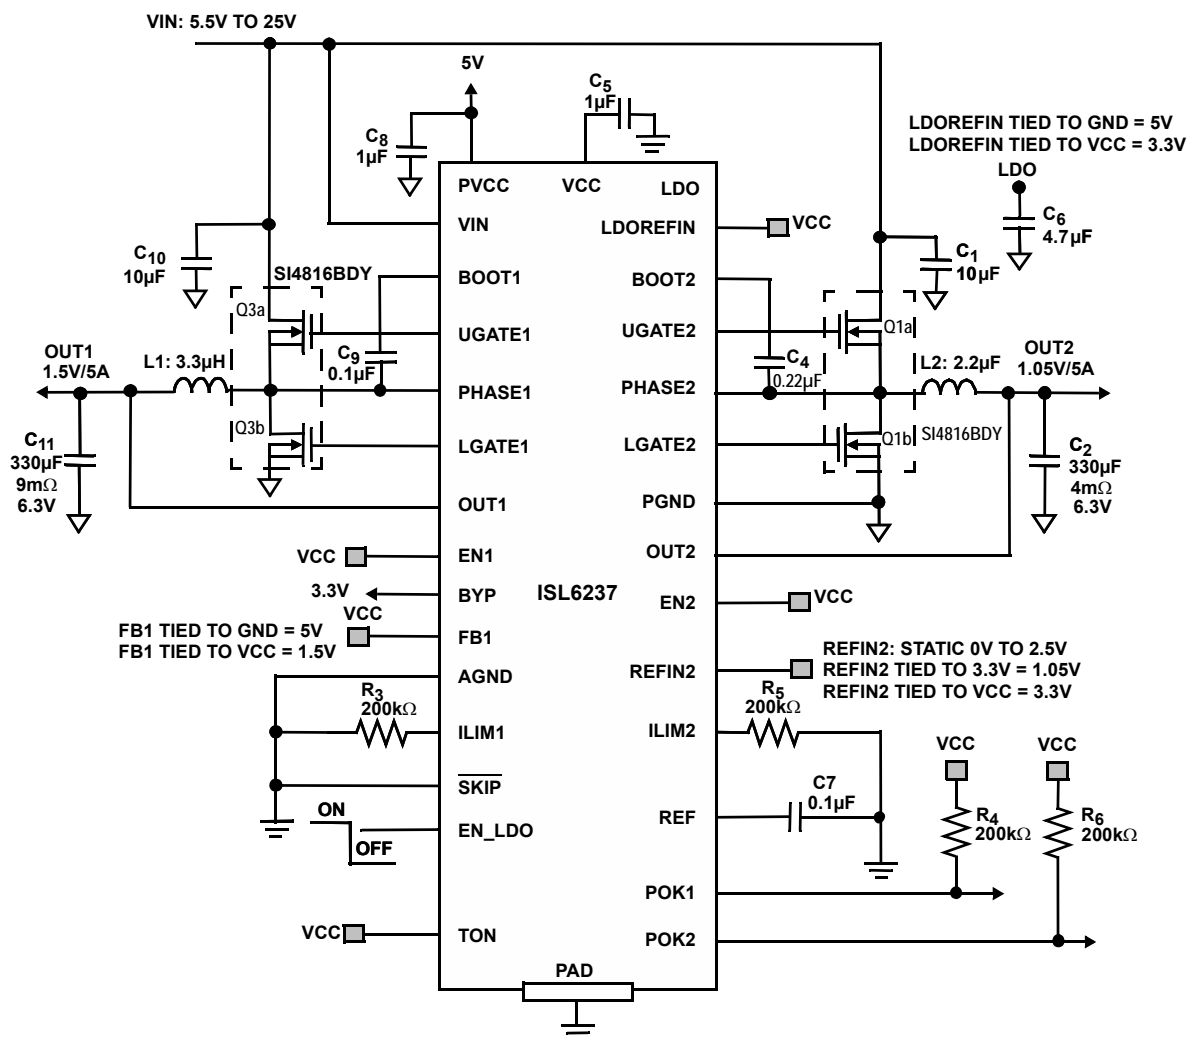 VIN: 5.5V TO 25V
5V
C5
1µF
C8
1µF
LDOREFIN TIED TO GND = 5V
LDOREFIN TIED TO VCC = 3.3V
LDO
C6
4.7µF
PVCC
VCC
LDO
VIN
LDOREFIN
VCC
C10
10µF
SI4816BDY
BOOT1
BOOT2
C1
10µF
Q3a
UGATE1
UGATE2
Q1a
OUT1
1.5V/5A
L1: 3.3µH
C9
0.1µF
C4
0.22µF
L2: 2.2µF
OUT2
1.05V/5A
PHASE1
PHASE2
Q3b
LGATE1
LGATE2
Q1b
SI4816BDY
C11
330µF
9mΩ
6.3V
C2
330µF
4mΩ
6.3V
OUT1
PGND
VCC
EN1
OUT2
3.3V
BYP
ISL6237
EN2
VCC
VCC
FB1 TIED TO GND = 5V
FB1 TIED TO VCC = 1.5V
FB1
REFIN2: STATIC 0V TO 2.5V
REFIN2 TIED TO 3.3V = 1.05V
REFIN2 TIED TO VCC = 3.3V
AGND
REFIN2
R3
200kΩ
R5
200kΩ
ILIM1
ILIM2
VCC
VCC
SKIP
C7
0.1µF
REF
ON
OFF
EN_LDO
R4
200kΩ
R6
200kΩ
POK1
VCC
TON
POK2
PAD